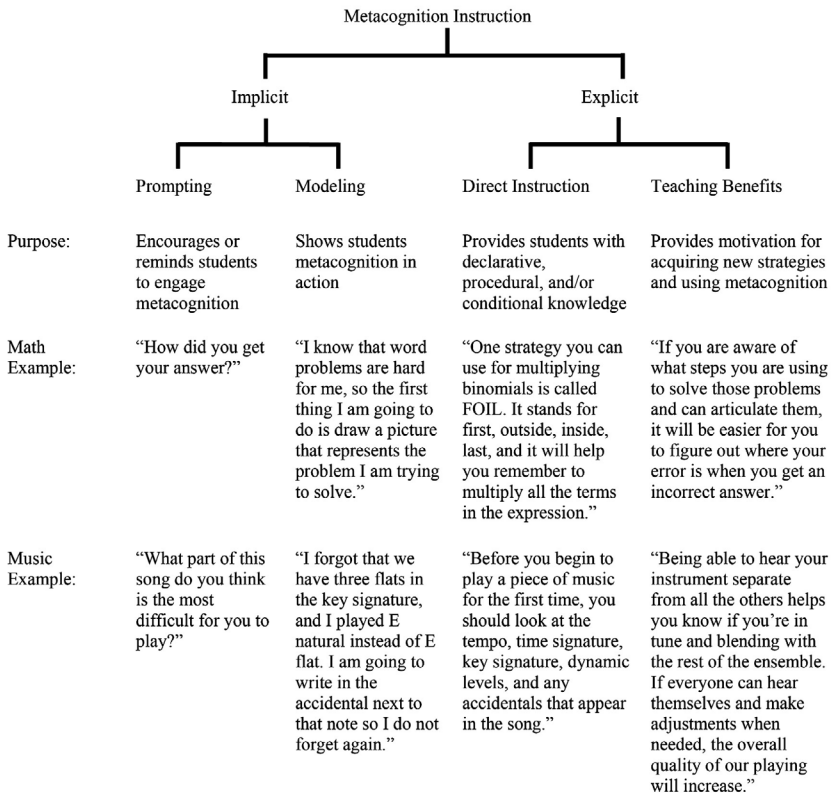 Metacognition Instruction
Implicit
Explicit
Prompting
Modeling
Direct Instruction
Teaching Benefits
Purpose:
Encourages or
reminds students
to engage
metacognition
Shows students
metacognition in
action
Provides students with
declarative,
procedural, and/or
conditional knowledge
Provides motivation for
acquiring new strategies
and using metacognition
Math
Example:
“How did you get
your answer?”
“I know that word
problems are hard
for me, so the first
thing I am going to
do is draw a picture
that represents the
problem I am trying
to solve.”
“One strategy you can
use for multiplying
binomials is called
FOIL. It stands for
first, outside, inside,
last, and it will help
you remember to
multiply all the terms
in the expression.”
“If you are aware of
what steps you are using
to solve those problems
and can articulate them,
it will be easier for you
to figure out where your
error is when you get an
incorrect answer.”
Music
Example:
“What part of this
song do you think
is the most
difficult for you to
play?”
“I forgot that we
have three flats in
the key signature,
and I played E
natural instead of E
flat. I am going to
write in the
accidental next to
that note so I do not
forget again.”
“Before you begin to
play a piece of music
for the first time, you
should look at the
tempo, time signature,
key signature, dynamic
levels, and any
accidentals that appear
in the song.”
“Being able to hear your
instrument separate
from all the others helps
you know if you’re in
tune and blending with
the rest of the ensemble.
If everyone can hear
themselves and make
adjustments when
needed, the overall
quality of our playing
will increase.”